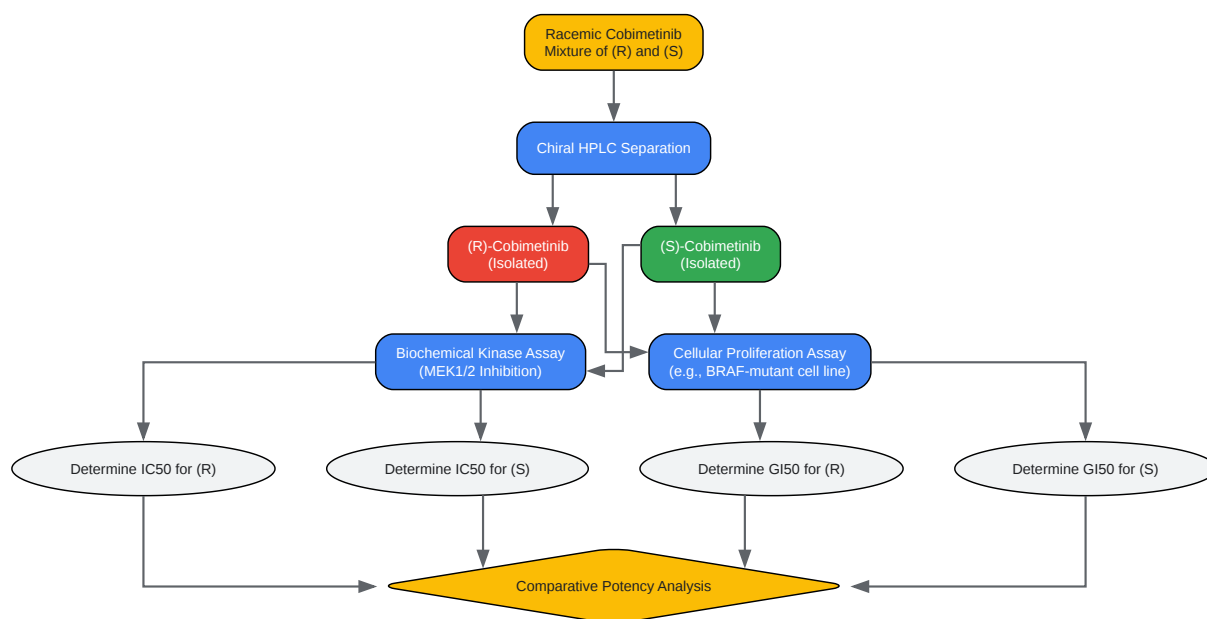 Racemic Cobimetinib
Mixture of (R) and (S)
Chiral HPLC Separation
(R)-Cobimetinib
(Isolated)
(S)-Cobimetinib
(Isolated)
Biochemical Kinase Assay
(MEK1/2 Inhibition)
Cellular Proliferation Assay
(e.g., BRAF-mutant cell line)
Determine IC50 for (R)
Determine IC50 for (S)
Determine GI50 for (R)
Determine GI50 for (S)
Comparative Potency Analysis